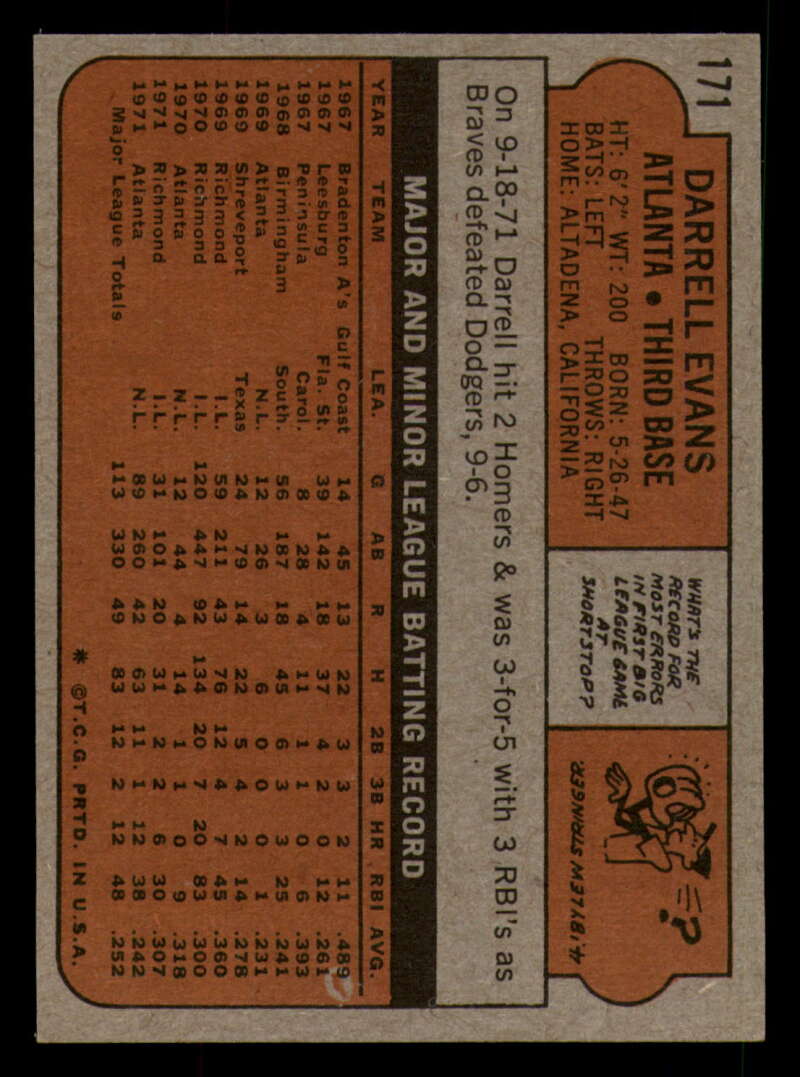 171
DARRELL EVANS
ATLANTA • THIRD BASE
HT: 6' 2" WT: 200 BORN: 5-26-47
BATS: LEFT THROWS: RIGHT
HOME: ALTADENA, CALIFORNIA
WHAT'S THE
RECORD FOR
MOST ERRORS
IN FIRST BIG
LEAGUE GAME
AT
SHORTSTOP?
?
4: BY LEW STRINGER
On 9-18-71 Darrell hit 2 Homers & was 3-for-5 with 3 RBI's as
Braves defeated Dodgers, 9-6.
MAJOR AND MINOR LEAGUE BATTING RECORD
YEAR TEAM LEA. G AB R H 2B 3B HR RBI AVG.
1967 Bradenton A's Gulf Coast 14 45 13 22 3 3 2 11 .489
1967 Leesburg Fla. St. 39 142 18 37 4 2 0 12 .261
1967 Peninsula Carol. 8 28 4 11 1 1 0 6 .393
1968 Birmingham South. 56 187 18 45 6 3 3 25 .241
1969 Atlanta N.L. 12 26 3 6 0 0 0 1 .231
1969 Shreveport Texas 24 79 14 22 5 4 2 14 .278
1969 Richmond I.L. 59 211 43 76 12 4 7 45 .360
1970 Richmond I.L. 120 447 92 134 20 7 20 83 .300
1970 Atlanta N.L. 12 44 4 14 1 1 0 9 .318
1971 Richmond I.L. 31 101 20 31 2 2 6 30 .307
1971 Atlanta N.L. 89 260 42 63 11 1 12 38 .242
Major League Totals 113 330 49 83 12 2 12 48 .252
* ©T.C.G. PRTD. IN U.S.A.